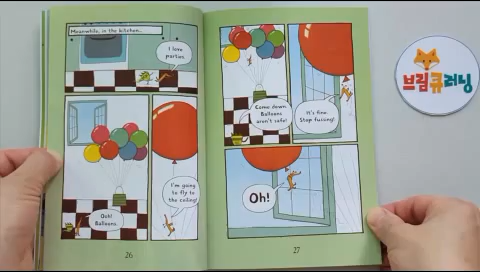 Meanwhile, in the kitchen...
I love
parties.
Ooh!
Balloons.
I'm going
to fly to
the ceiling!
26
Come down.
Balloons
aren't safe!
It's fine.
Stop fussing!
Oh!
27
브림큐러닝